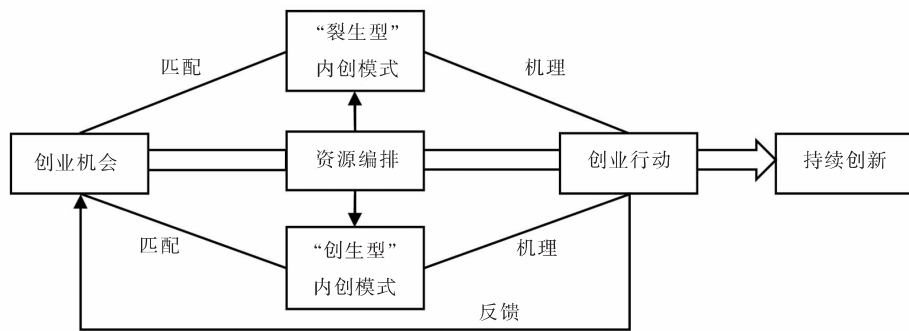 “裂生型”
内创模式
匹配
机理
创业机会
资源编排
创业行动
持续创新
匹配
“创生型”
内创模式
机理
反馈